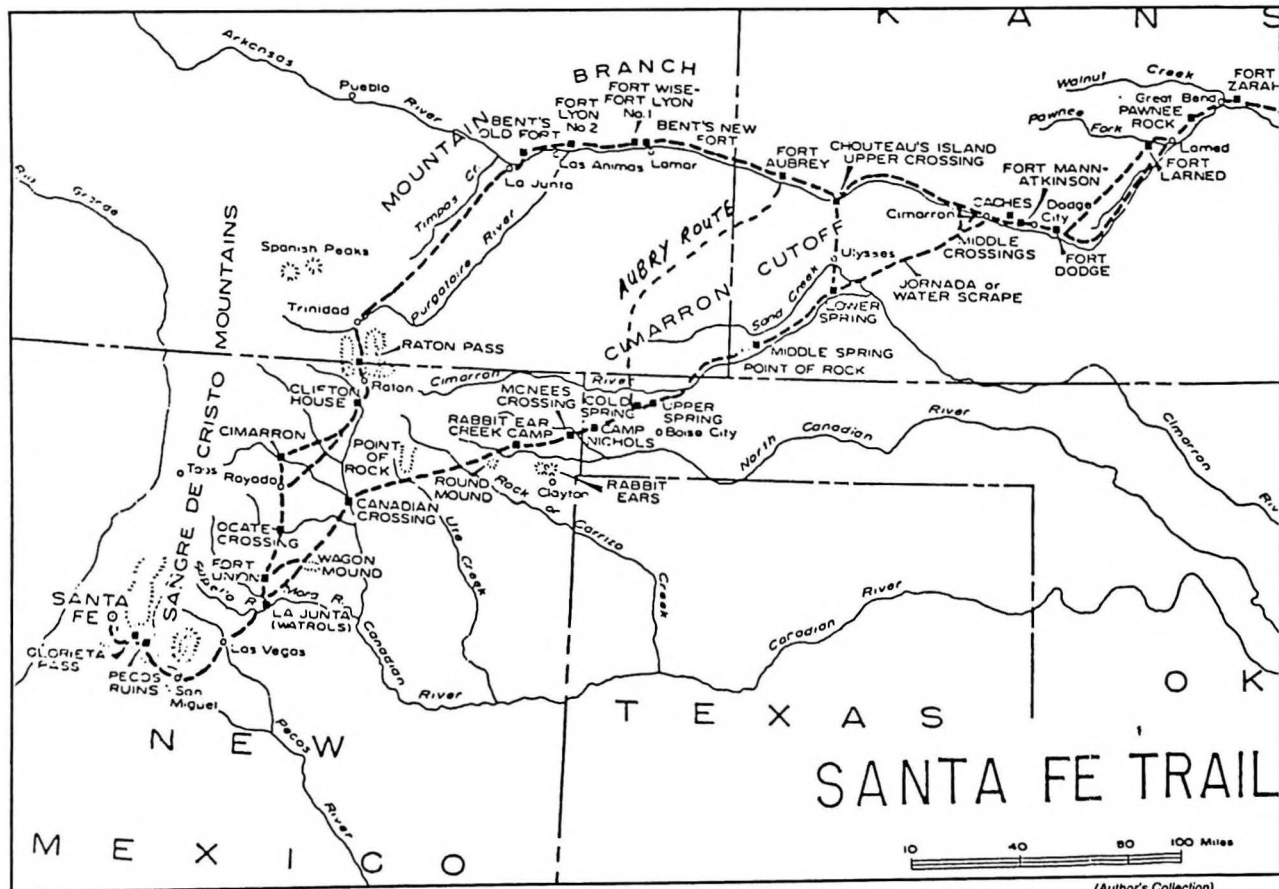 K A N S
Arkansas
River
Pueblo
MOUNTAIN
BRANCH
BENT'S
OLD FORT
FORT
LYON
No. 2
FORT WISE-
FORT LYON
No. 1
BENT'S NEW
FORT
Las Animas
Lamar
La Junta
Timpas Cr.
Purgatoire River
FORT
AUBREY
CHOUTEAU'S ISLAND
UPPER CROSSING
Walnut Creek
Great Bend
FORT
ZARAH
PAWNEE
ROCK
Pawnee Fork
Larned
FORT
LARNED
FORT MANN-
ATKINSON
CACHES
Dodge
City
Cimarron
MIDDLE
CROSSINGS
FORT
DODGE
Ulysses
JORNADA or
WATER SCRAPE
AUBRY ROUTE
CIMARRON CUTOFF
Sand Creek
LOWER
SPRING
MIDDLE SPRING
POINT OF ROCK
Rio Grande
Spanish Peaks
Trinidad
SANGRE DE CRISTO MOUNTAINS
RATON PASS
Raton
CLIFTON
HOUSE
Cimarron River
MCNEES
CROSSING
COLD
SPRING
UPPER
SPRING
RABBIT EAR
CREEK CAMP
CAMP
NICHOLS
Boise City
North Canadian River
Cimarron
Riv
CIMARRON
Taos
Rayado
POINT
OF
ROCK
ROUND
MOUND
Clayton
RABBIT
EARS
CANADIAN
CROSSING
Rock or Carrizo Creek
Ute Creek
OCATE
CROSSING
FORT
UNION
WAGON
MOUND
Mora R.
LA JUNTA
(WATROLS)
Canadian River
Caradian River
SANTA
FE
GLORIETA
PASS
PECOS
RUINS
San
Miguel
Las Vegas
Pecos River
N E W
M E X I C O
T E X A S
O K
SANTA FE TRAIL
10 40 80 100 Miles
(Author's Collection)